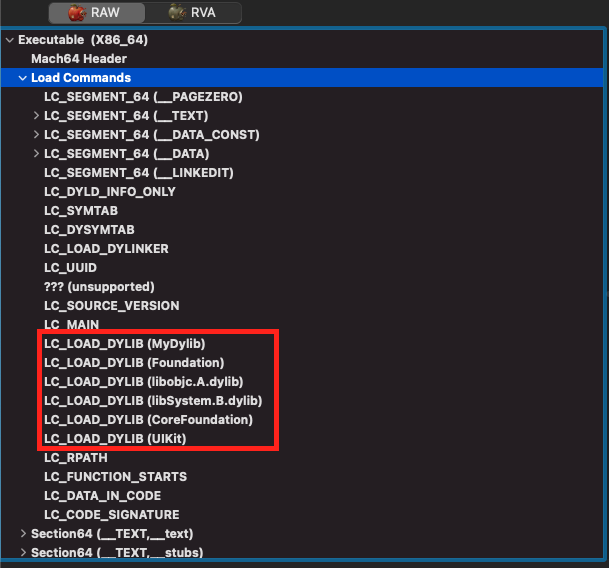 RAW RVA
Executable (X86_64)
Mach64 Header
Load Commands
LC_SEGMENT_64 (__PAGEZERO)
LC_SEGMENT_64 (__TEXT)
LC_SEGMENT_64 (__DATA_CONST)
LC_SEGMENT_64 (__DATA)
LC_SEGMENT_64 (__LINKEDIT)
LC_DYLD_INFO_ONLY
LC_SYMTAB
LC_DYSYMTAB
LC_LOAD_DYLINKER
LC_UUID
??? (unsupported)
LC_SOURCE_VERSION
LC_MAIN
LC_LOAD_DYLIB (MyDylib)
LC_LOAD_DYLIB (Foundation)
LC_LOAD_DYLIB (libobjc.A.dylib)
LC_LOAD_DYLIB (libSystem.B.dylib)
LC_LOAD_DYLIB (CoreFoundation)
LC_LOAD_DYLIB (UIKit)
LC_RPATH
LC_FUNCTION_STARTS
LC_DATA_IN_CODE
LC_CODE_SIGNATURE
Section64 (__TEXT,__text)
Section64 (__TEXT,__stubs)